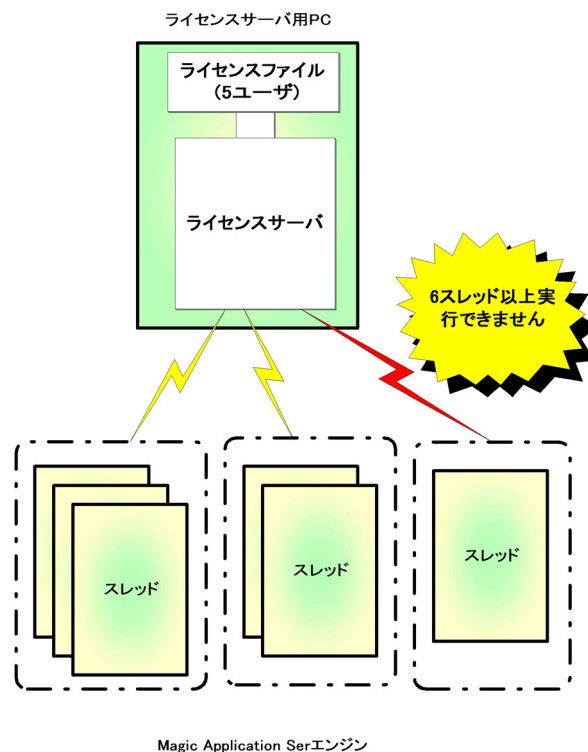 ライセンスサーバ用PC
ライセンスファイル
(5ユーザ)
ライセンスサーバ
6スレッド以上実
行できません
スレッド
スレッド
スレッド
Magic Application Serエンジン